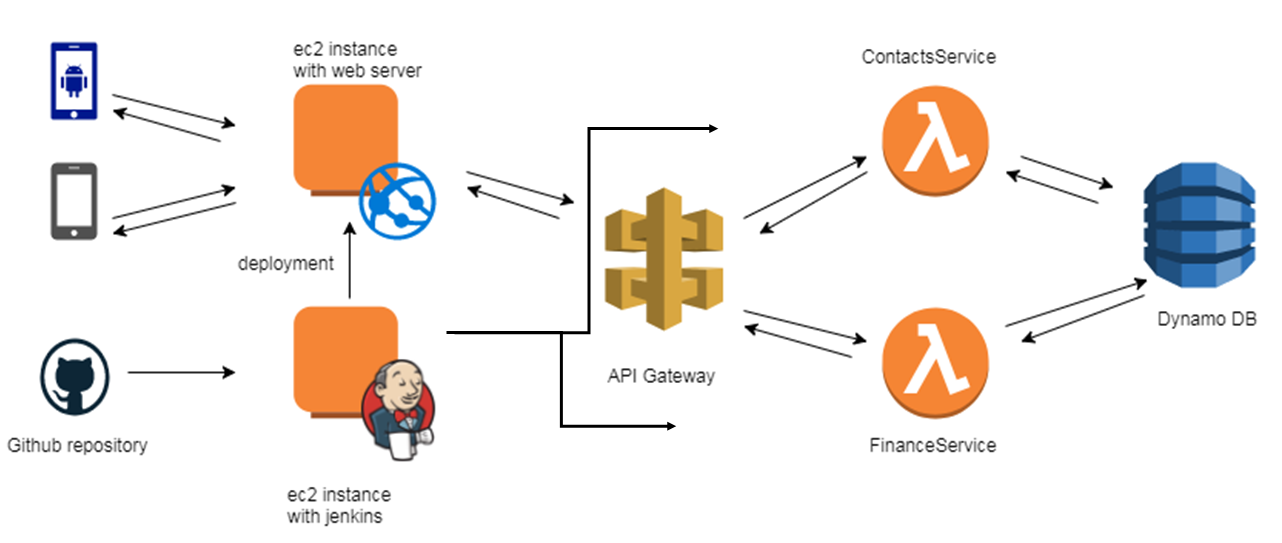 ec2 instance
with web server
ContactsService
deployment
Dynamo DB
API Gateway
Github repository
FinanceService
ec2 instance
with jenkins